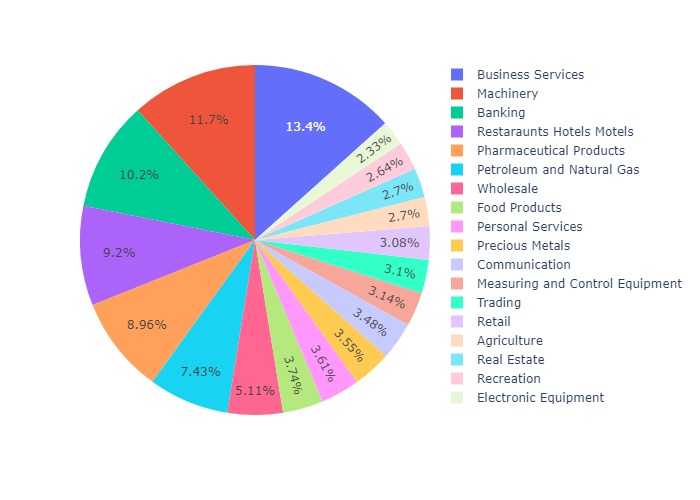 13.4%
11.7%
10.2%
9.2%
8.96%
7.43%
5.11%
3.74%
3.61%
3.55%
3.48%
3.14%
3.1%
3.08%
2.7%
2.7%
2.64%
2.33%
Business Services
Machinery
Banking
Restaraunts Hotels Motels
Pharmaceutical Products
Petroleum and Natural Gas
Wholesale
Food Products
Personal Services
Precious Metals
Communication
Measuring and Control Equipment
Trading
Retail
Agriculture
Real Estate
Recreation
Electronic Equipment